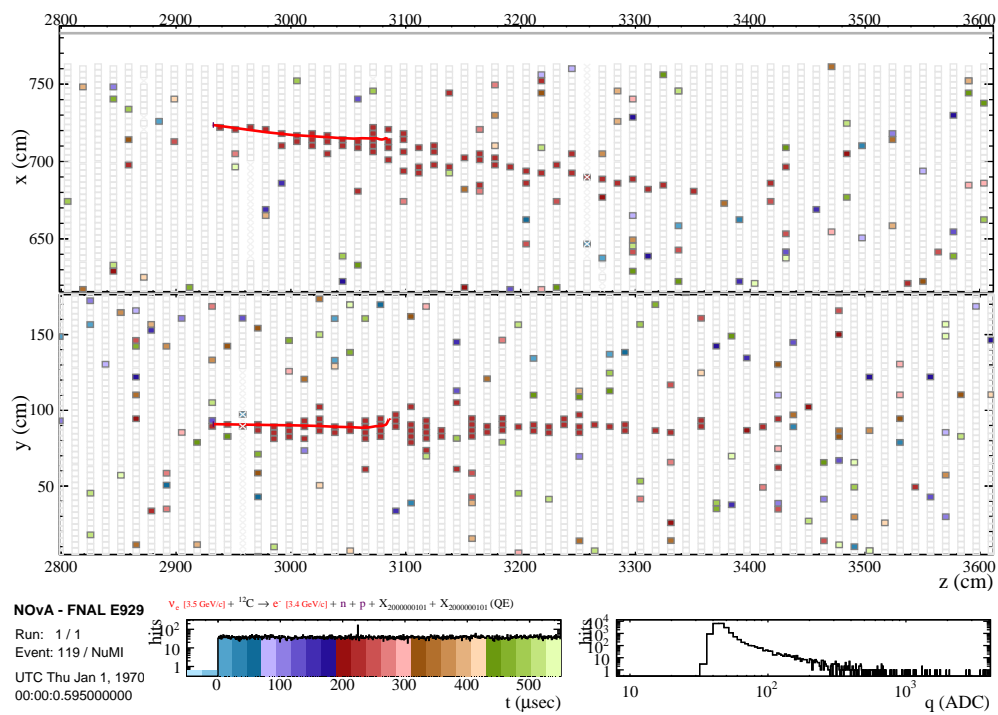 2800 2900 3000 3100 3200 3300 3400 3500 3600
x (cm)
750
700
650
y (cm)
150
100
50
2800 2900 3000 3100 3200 3300 3400 3500 3600
z (cm)
NOvA - FNAL E929
Run: 1 / 1
Event: 119 / NuMI
UTC Thu Jan 1, 1970
00:00:0.595000000
νe [3.5 GeV/c] + 12C → e- [3.4 GeV/c] + n + p + X2000000101 + X2000000101 (QE)
hits
10²
10
1
0 100 200 300 400 500
t (μsec)
hits
10⁴
10³
10²
10
1
10 10² 10³
q (ADC)